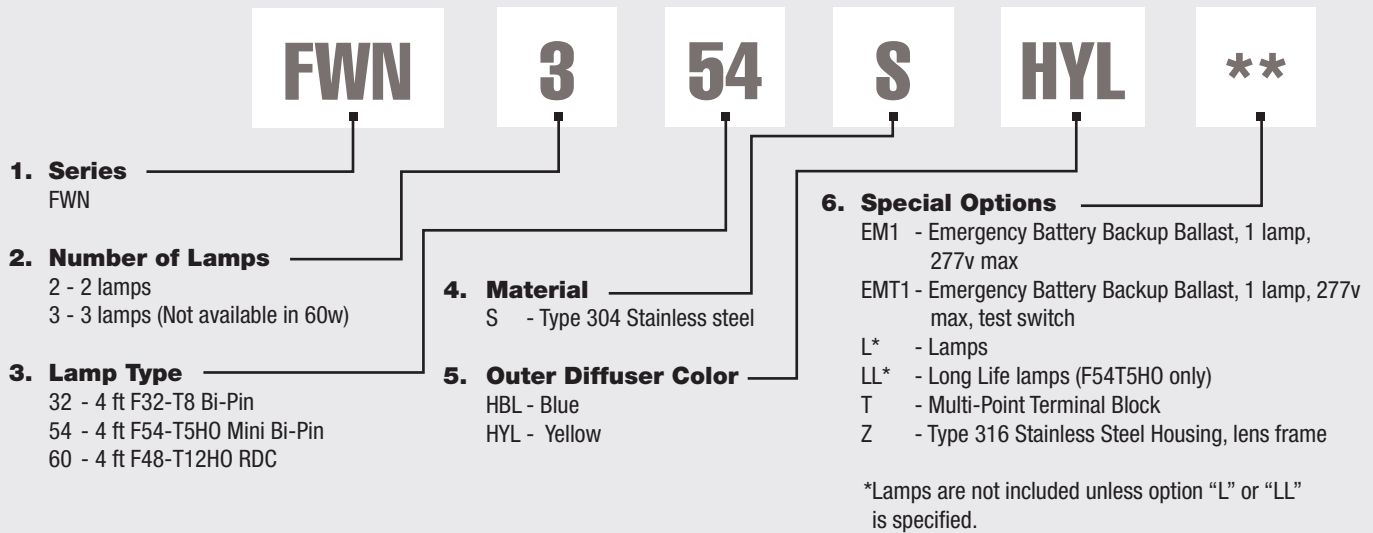 FWN 3 54 S HYL **
1. Series
FWN
2. Number of Lamps
2 - 2 lamps
3 - 3 lamps (Not available in 60w)
3. Lamp Type
32 - 4 ft F32-T8 Bi-Pin
54 - 4 ft F54-T5HO Mini Bi-Pin
60 - 4 ft F48-T12HO RDC
4. Material
S - Type 304 Stainless steel
5. Outer Diffuser Color
HBL - Blue
HYL - Yellow
6. Special Options
EM1 - Emergency Battery Backup Ballast, 1 lamp,
277v max
EMT1 - Emergency Battery Backup Ballast, 1 lamp, 277v
max, test switch
L* - Lamps
LL* - Long Life lamps (F54T5HO only)
T - Multi-Point Terminal Block
Z - Type 316 Stainless Steel Housing, lens frame
*Lamps are not included unless option “L” or “LL”
is specified.